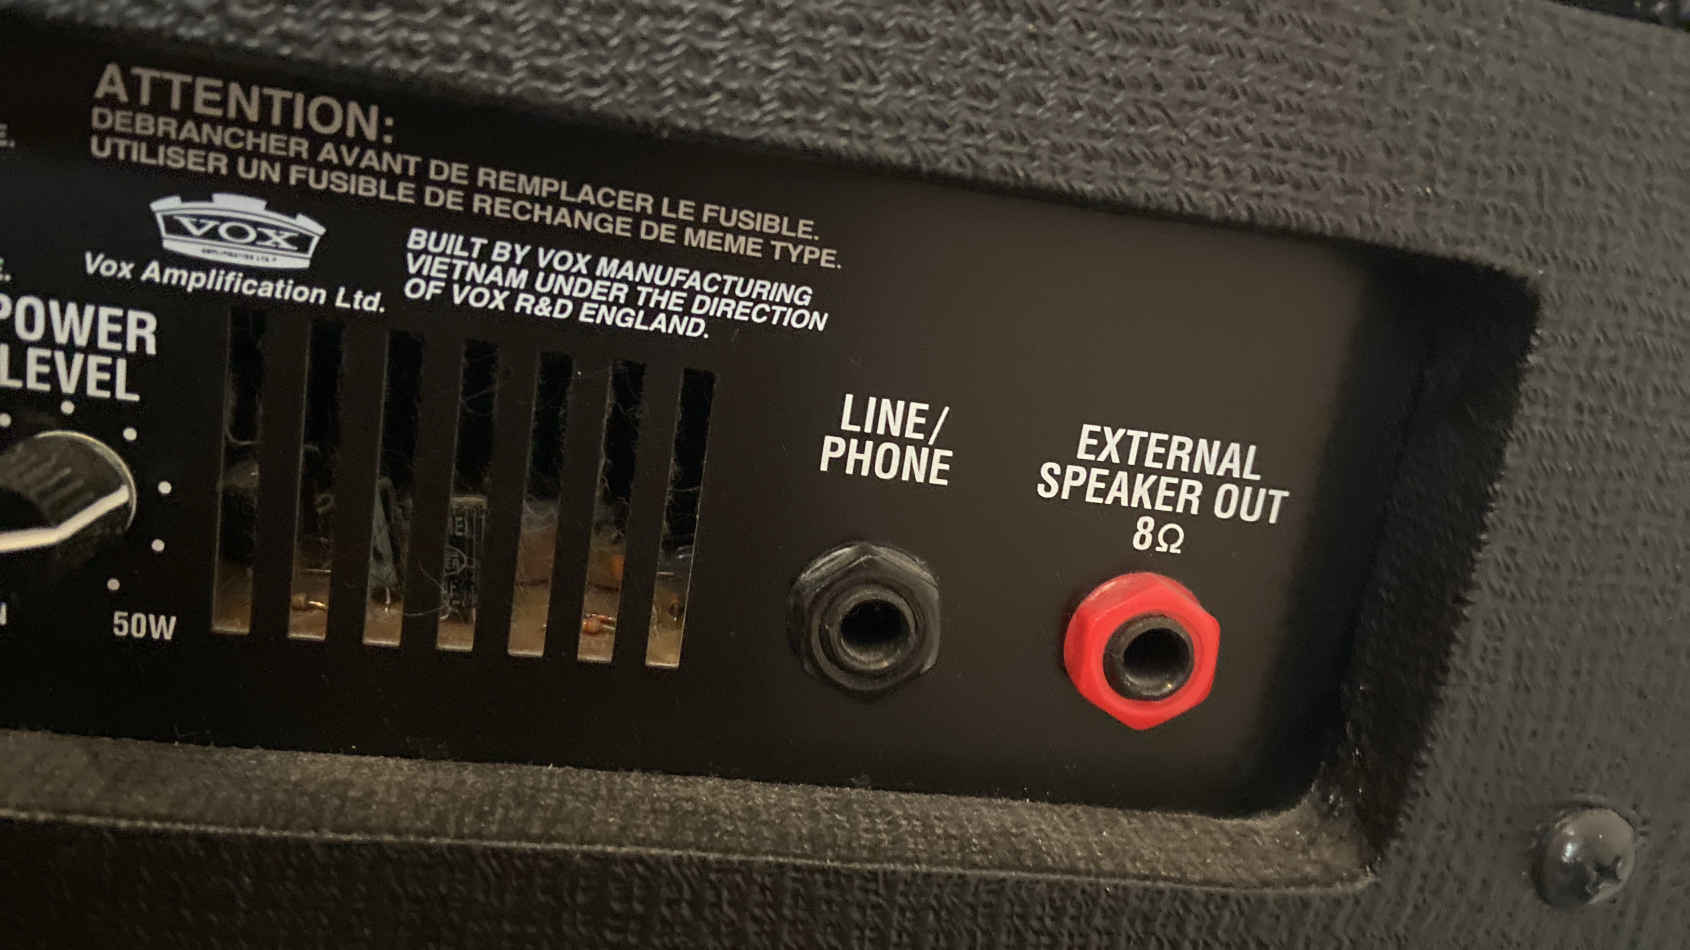 ATTENTION:
DEBRANCHER AVANT DE REMPLACER LE FUSIBLE.
UTILISER UN FUSIBLE DE RECHANGE DE MEME TYPE.
VOX
Vox Amplification Ltd.
BUILT BY VOX MANUFACTURING
VIETNAM UNDER THE DIRECTION
OF VOX R&D ENGLAND.
POWER
LEVEL
50W
LINE/
PHONE
EXTERNAL
SPEAKER OUT
8Ω